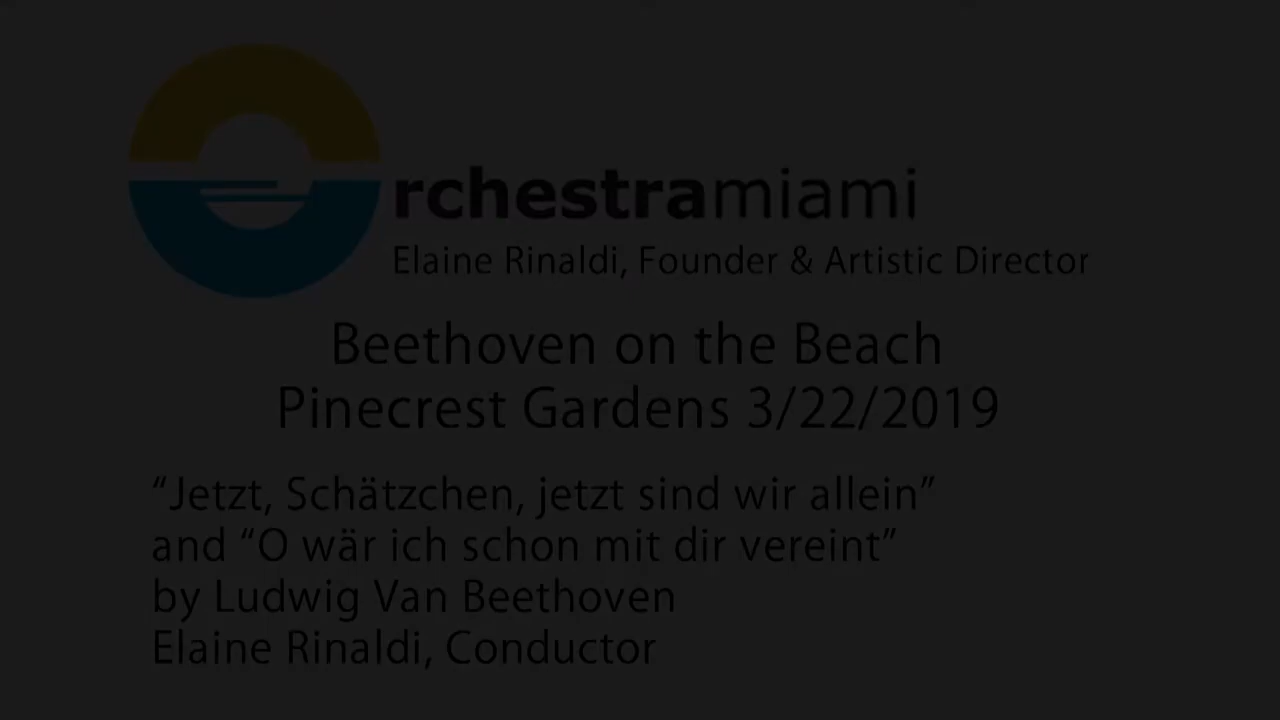 Orchestramiami
Elaine Rinaldi, Founder & Artistic Director
Beethoven on the Beach
Pinecrest Gardens 3/22/2019
“Jetzt, Schätzchen, jetzt sind wir allein”
and “O wär ich schon mit dir vereint”
by Ludwig Van Beethoven
Elaine Rinaldi, Conductor